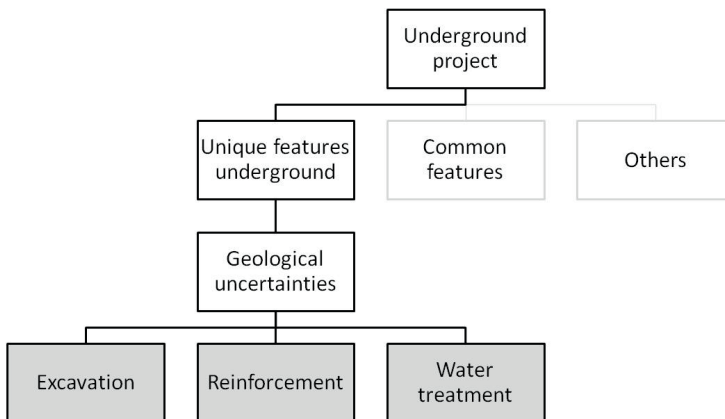 Underground
project
Unique features
underground
Common
features
Others
Geological
uncertainties
Excavation
Reinforcement
Water
treatment